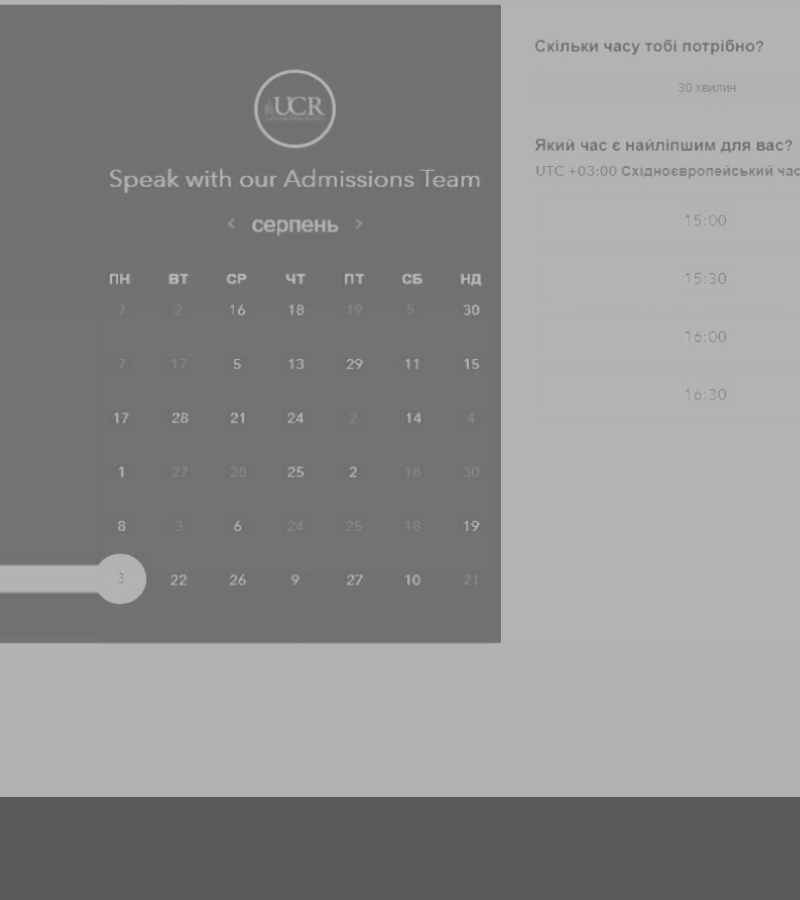 UCR
Speak with our Admissions Team
< серпень >
ПН ВТ СР ЧТ ПТ СБ НД
7 2 16 18 19 5 30
7 17 5 13 29 11 15
17 28 21 24 2 14 4
1 27 28 25 2 18 30
8 3 6 24 25 18 19
3 22 26 9 27 10 21
Скільки часу тобі потрібно?
30 хвилин
Який час є найліпшим для вас?
UTC +03:00 Східноєвропейський час
15:00
15:30
16:00
16:30